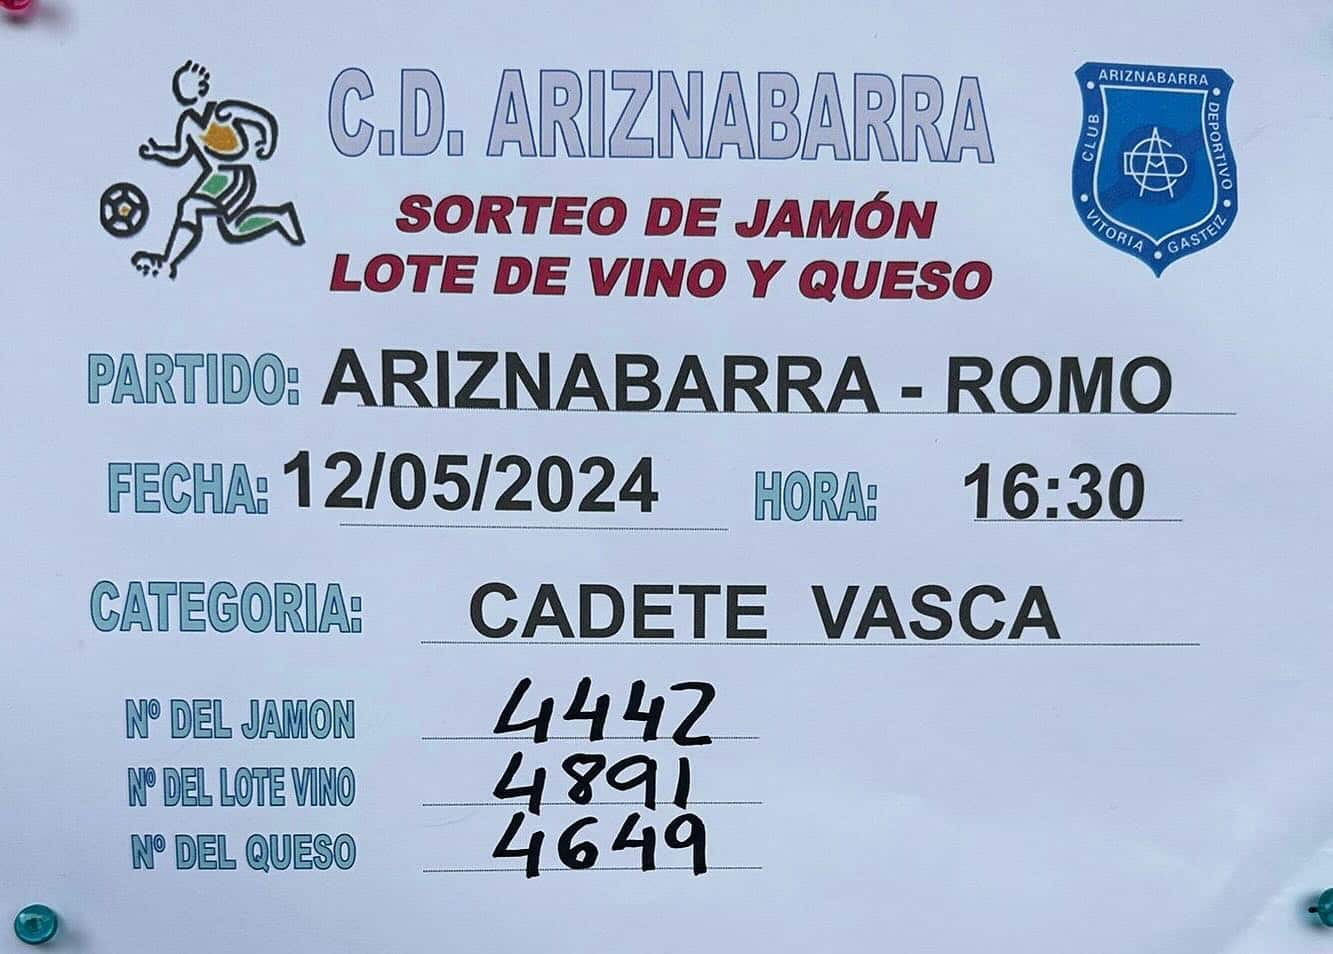 C.D. ARIZNABARRA
SORTEO DE JAMÓN
LOTE DE VINO Y QUESO
ARIZNABARRA
CLUB
DEPORTIVO
VITORIA
GASTEIZ
PARTIDO: ARIZNABARRA - ROMO
FECHA: 12/05/2024 HORA: 16:30
CATEGORIA: CADETE VASCA
Nº DEL JAMON 4442
Nº DEL LOTE VINO 4891
Nº DEL QUESO 4649